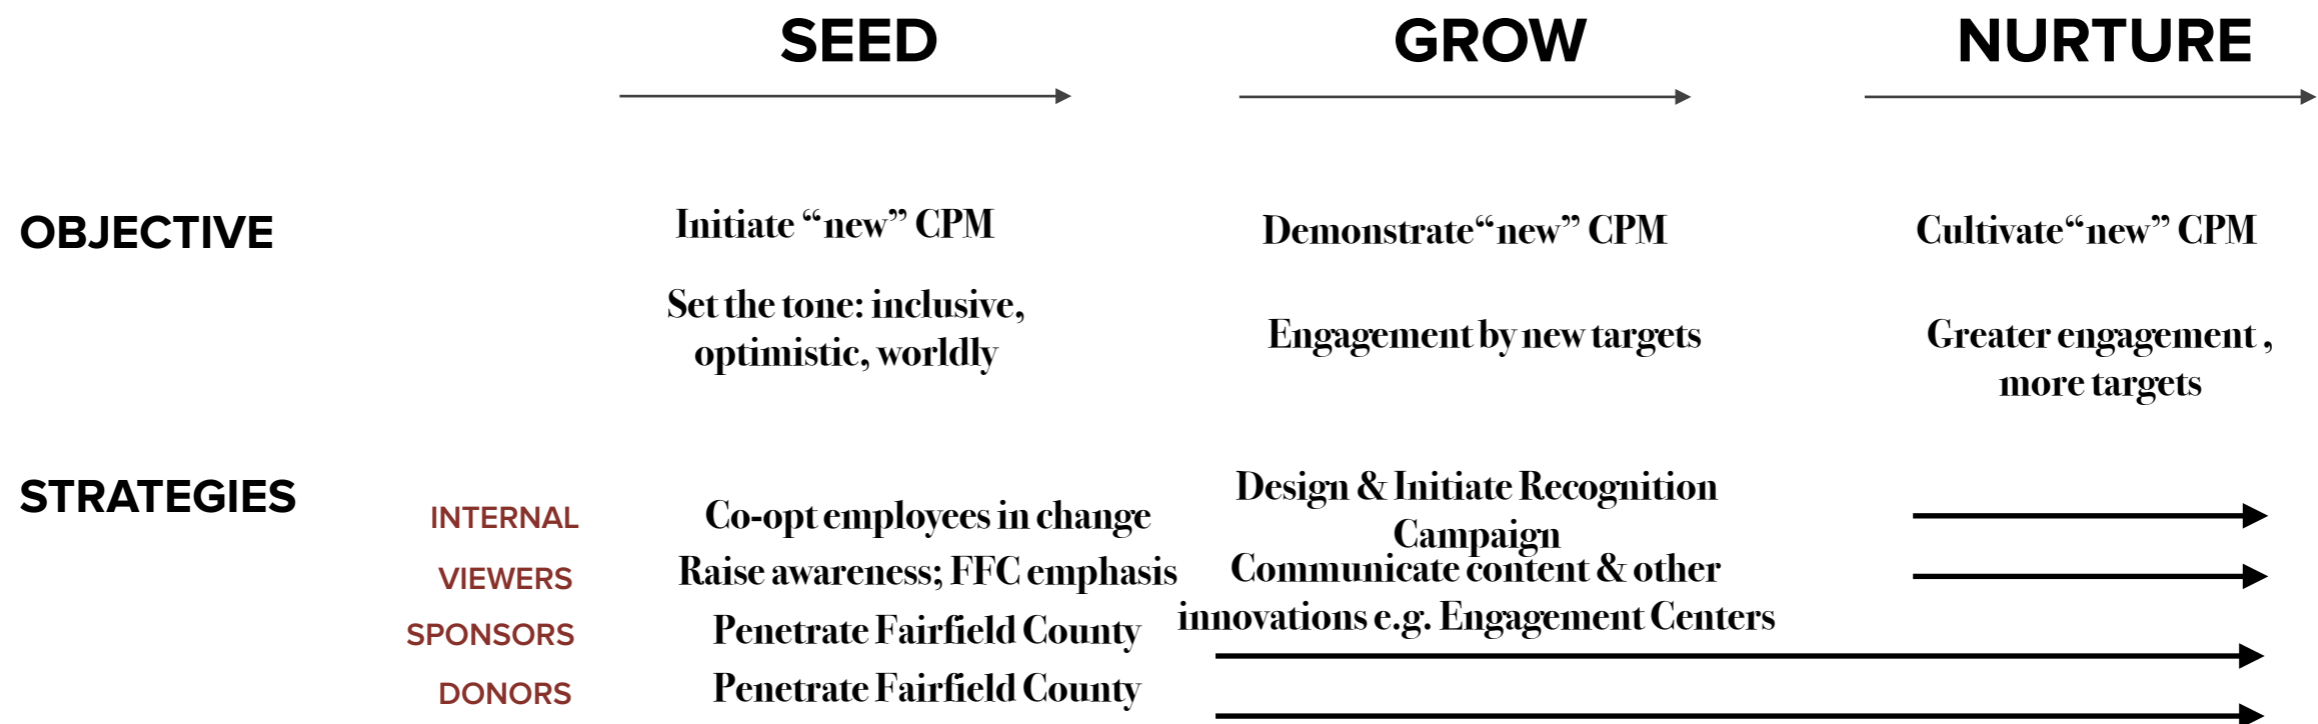 SEED GROW NURTURE
OBJECTIVE
Initiate “new” CPM
Demonstrate“new” CPM
Cultivate“new” CPM
Set the tone: inclusive,
optimistic, worldly
Engagement by new targets
Greater engagement ,
more targets
STRATEGIES
INTERNAL
Co-opt employees in change
Design & Initiate Recognition
Campaign
VIEWERS
Raise awareness; FFC emphasis
Communicate content & other
innovations e.g. Engagement Centers
SPONSORS
Penetrate Fairfield County
DONORS
Penetrate Fairfield County